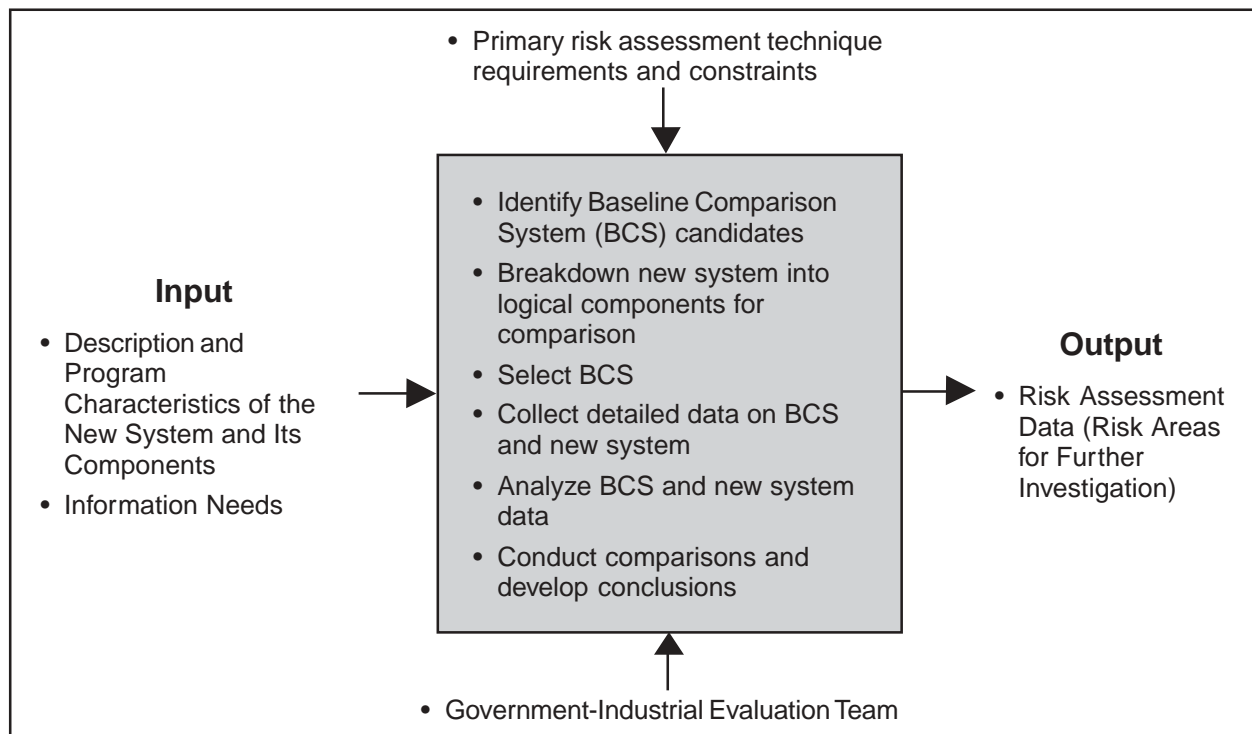 • Primary risk assessment technique
requirements and constraints
Input
• Description and
Program
Characteristics of the
New System and Its
Components
• Information Needs
• Identify Baseline Comparison
System (BCS) candidates
• Breakdown new system into
logical components for
comparison
• Select BCS
• Collect detailed data on BCS
and new system
• Analyze BCS and new system
data
• Conduct comparisons and
develop conclusions
Output
• Risk Assessment
Data (Risk Areas
for Further
Investigation)
• Government-Industrial Evaluation Team